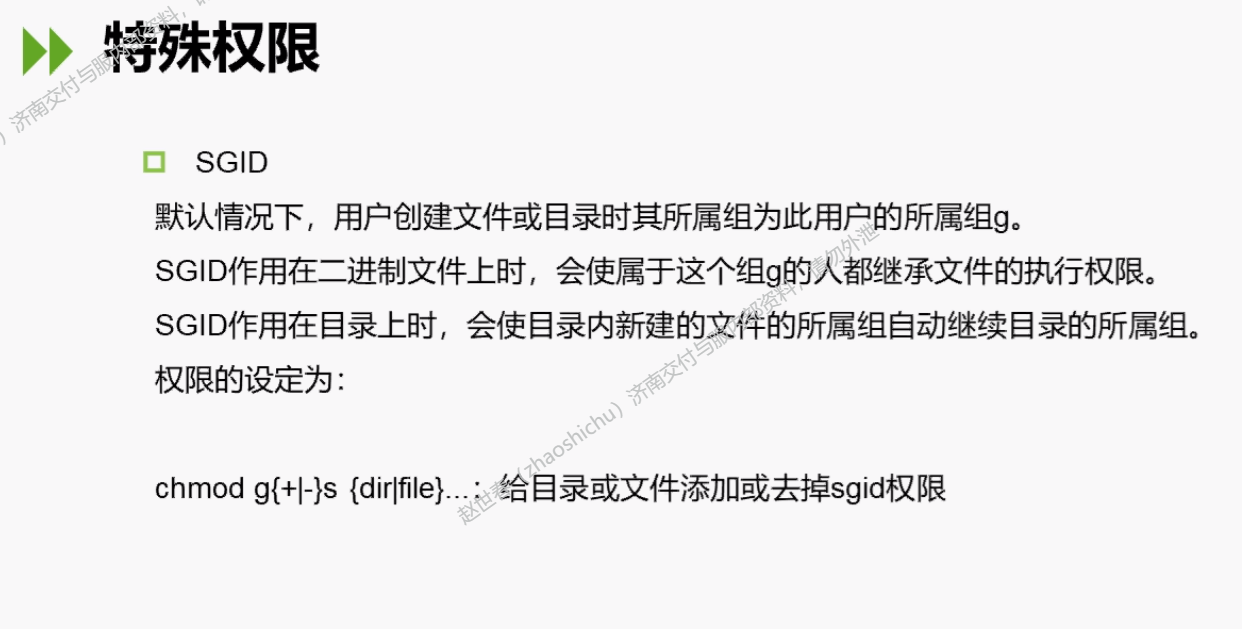 特殊权限
SGID
默认情况下，用户创建文件或目录时其所属组为此用户的所属组g。
SGID作用在二进制文件上时，会使属于这个组g的人都继承文件的执行权限。
SGID作用在目录上时，会使目录内新建的文件的所属组自动继续目录的所属组。
权限的设定为：
chmod g{+|-}s {dir|file}...：给目录或文件添加或去掉sgid权限
）济南交付与服内部资料，
赵世（zhaoshichu）济南交付与服内部资料，请勿外泄